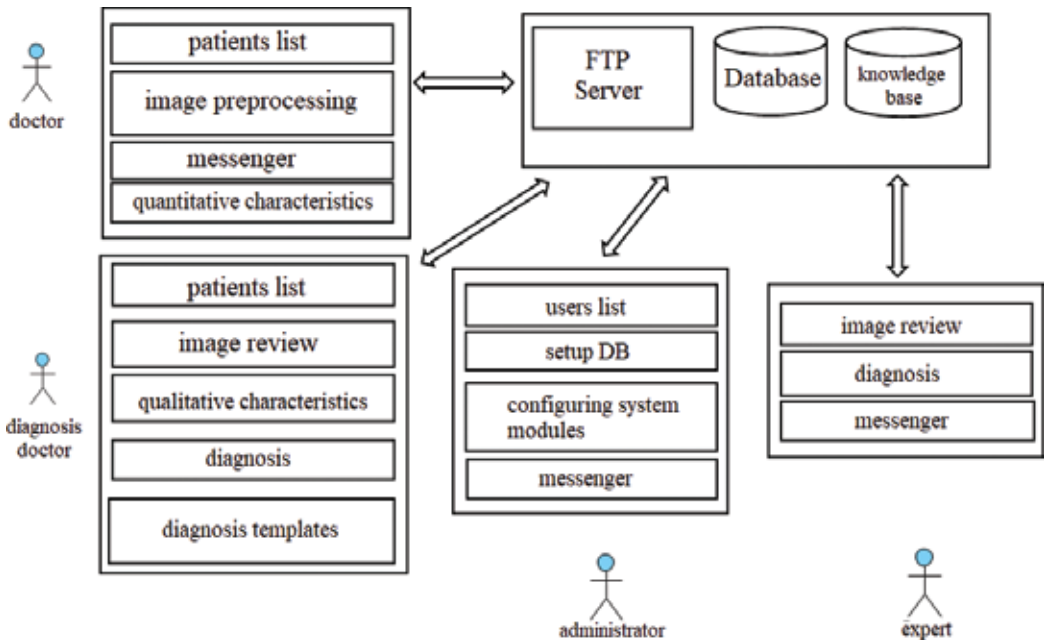 doctor
patients list
image preprocessing
messenger
quantitative characteristics
FTP
Server
Database
knowledge
base
diagnosis
doctor
patients list
image review
qualitative characteristics
diagnosis
diagnosis templates
users list
setup DB
configuring system
modules
messenger
administrator
image review
diagnosis
messenger
expert